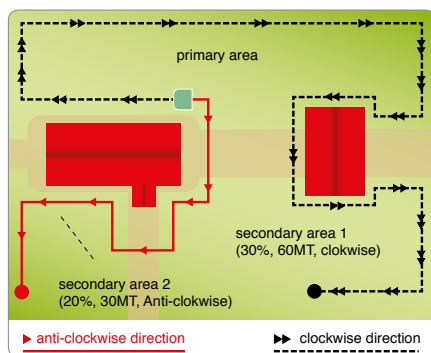 primary area
secondary area 1
(30%, 60MT, clokwise)
secondary area 2
(20%, 30MT, Anti-clokwise)
anti-clockwise direction
clockwise direction